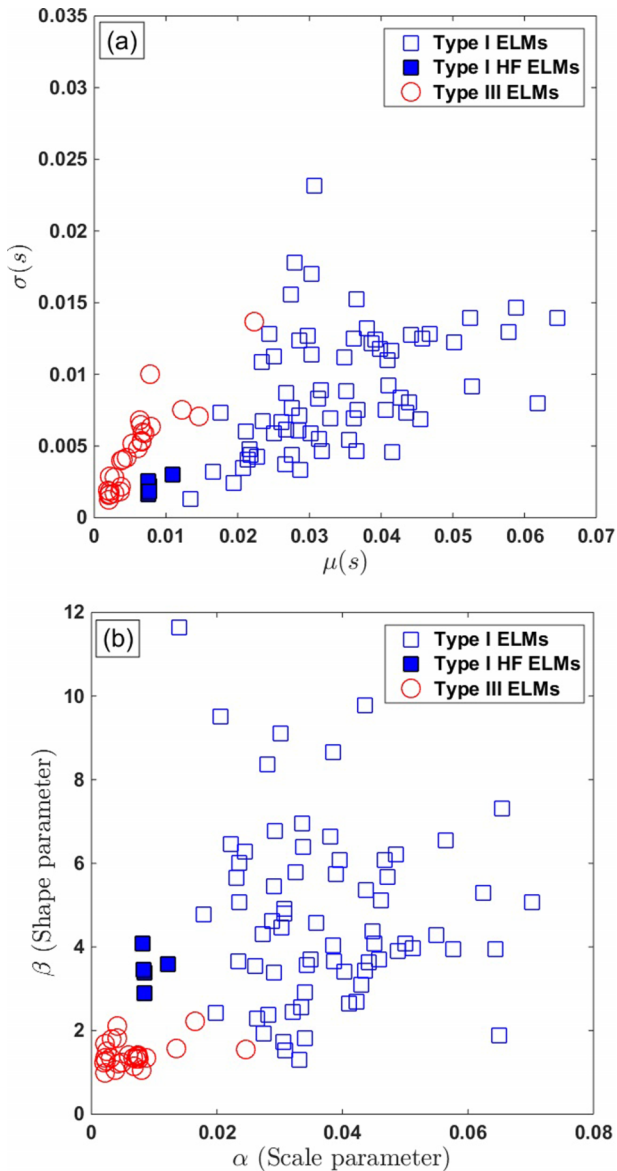 (a)
Type I ELMs
Type I HF ELMs
Type III ELMs
0.035
0.03
0.025
0.02
0.015
0.01
0.005
0
σ(s)
0 0.01 0.02 0.03 0.04 0.05 0.06 0.07
μ(s)
(b)
Type I ELMs
Type I HF ELMs
Type III ELMs
12
10
8
6
4
2
0
β (Shape parameter)
0 0.02 0.04 0.06 0.08
α (Scale parameter)